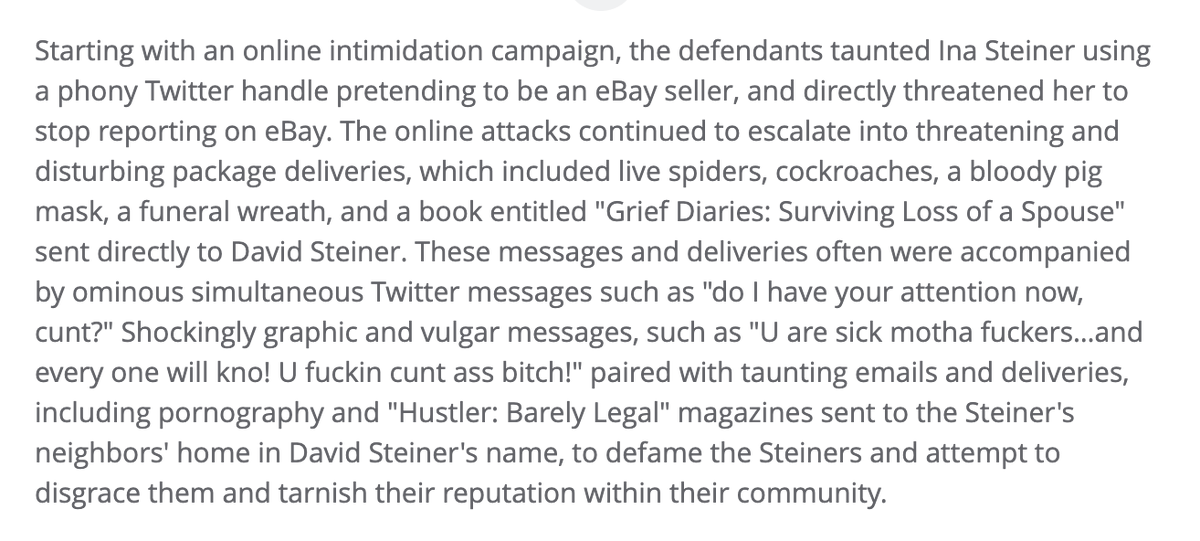 Starting with an online intimidation campaign, the defendants taunted Ina Steiner using
a phony Twitter handle pretending to be an eBay seller, and directly threatened her to
stop reporting on eBay. The online attacks continued to escalate into threatening and
disturbing package deliveries, which included live spiders, cockroaches, a bloody pig
mask, a funeral wreath, and a book entitled "Grief Diaries: Surviving Loss of a Spouse"
sent directly to David Steiner. These messages and deliveries often were accompanied
by ominous simultaneous Twitter messages such as "do I have your attention now,
cunt?" Shockingly graphic and vulgar messages, such as "U are sick motha fuckers...and
every one will kno! U fuckin cunt ass bitch!" paired with taunting emails and deliveries,
including pornography and "Hustler: Barely Legal" magazines sent to the Steiner's
neighbors' home in David Steiner's name, to defame the Steiners and attempt to
disgrace them and tarnish their reputation within their community.